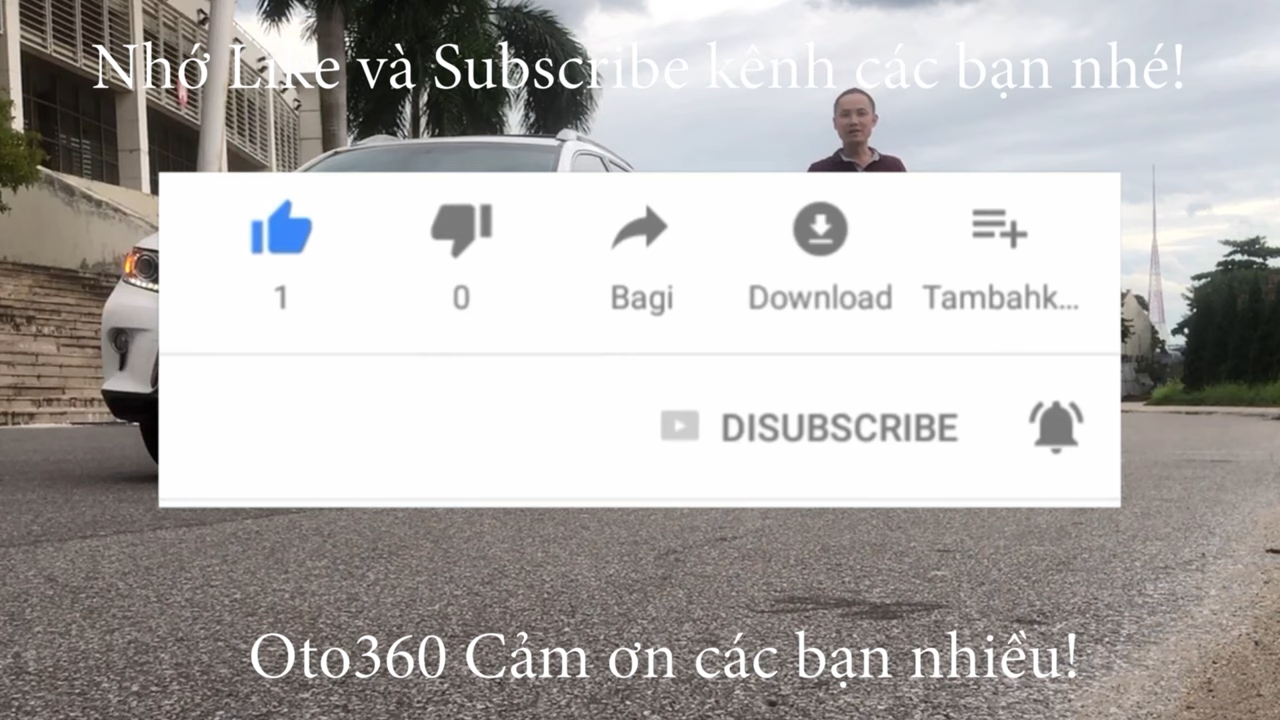 Nhớ Like và Subscribe kênh các bạn nhé!
1 0 Bagi Download Tambahk...
DISUBSCRIBE
Oto360 Cảm ơn các bạn nhiều!